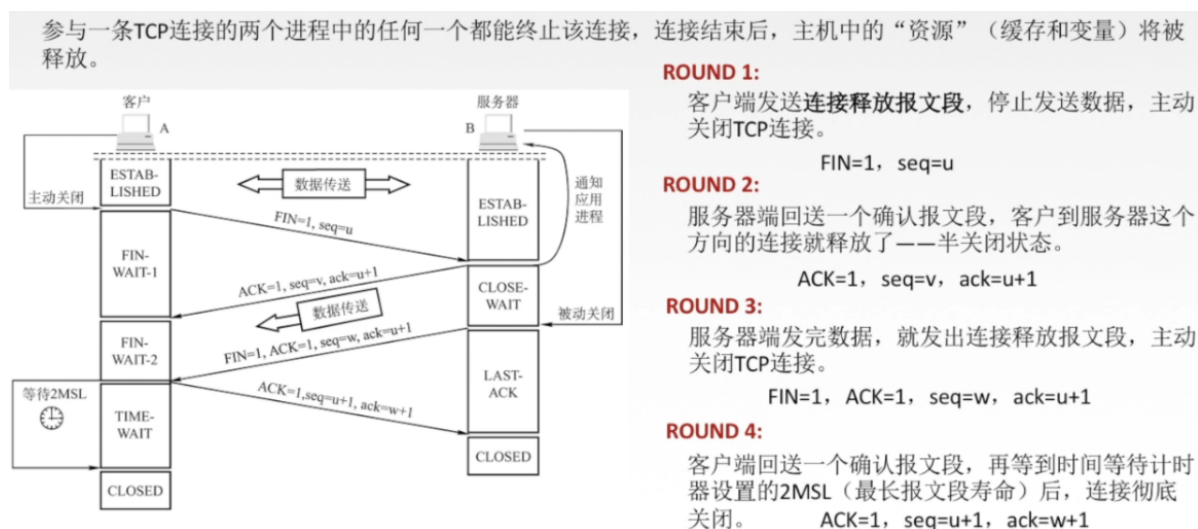 参与一条TCP连接的两个进程中的任何一个都能终止该连接，连接结束后，主机中的“资源”（缓存和变量）将被
释放。
客户
A
服务器
B
ESTAB-
LISHED
数据传送
主动关闭
ESTAB-
LISHED
通知
应用
进程
FIN=1, seq=u
FIN-
WAIT-1
ACK=1, seq=v, ack=u+1
CLOSE-
WAIT
数据传送
被动关闭
FIN-
WAIT-2
FIN=1, ACK=1, seq=w, ack=u+1
LAST-
ACK
等待2MSL
ACK=1,seq=u+1, ack=w+1
TIME-
WAIT
CLOSED
CLOSED
ROUND 1:
客户端发送连接释放报文段，停止发送数据，主动
关闭TCP连接。
FIN=1，seq=u
ROUND 2:
服务器端回送一个确认报文段，客户到服务器这个
方向的连接就释放了——半关闭状态。
ACK=1，seq=v，ack=u+1
ROUND 3:
服务器端发完数据，就发出连接释放报文段，主动
关闭TCP连接。
FIN=1，ACK=1，seq=w，ack=u+1
ROUND 4:
客户端回送一个确认报文段，再等到时间等待计时
器设置的2MSL（最长报文段寿命）后，连接彻底
关闭。 ACK=1，seq=u+1，ack=w+1